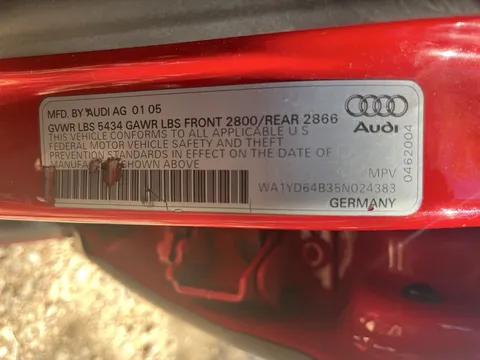 MFD. BY AUDI AG 01 05
GVWR LBS 5434 GAWR LBS FRONT 2800/REAR 2866
THIS VEHICLE CONFORMS TO ALL APPLICABLE U S
FEDERAL MOTOR VEHICLE SAFETY AND THEFT
PREVENTION STANDARDS IN EFFECT ON THE DATE OF
MANUFACTURE SHOWN ABOVE
Audi
MPV
WA1YD64B35N024383
GERMANY
0462004